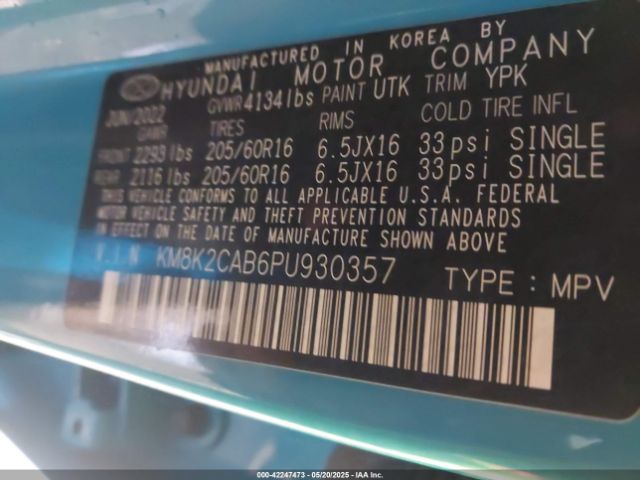 MANUFACTURED IN KOREA BY
HYUNDAI MOTOR COMPANY
JUN/2022 GVWR 4134 lbs PAINT UTK TRIM YPK
GAWR TIRES RIMS COLD TIRE INFL
FRONT 2293 lbs 205/60R16 6.5JX16 33psi SINGLE
REAR 2116 lbs 205/60R16 6.5JX16 33psi SINGLE
THIS VEHICLE CONFORMS TO ALL APPLICABLE U.S.A. FEDERAL
MOTOR VEHICLE SAFETY AND THEFT PREVENTION STANDARDS
IN EFFECT ON THE DATE OF MANUFACTURE SHOWN ABOVE
V.I.N KM8K2CAB6PU930357 TYPE : MPV
000-42247473 - 05/20/2025 - IAA Inc.